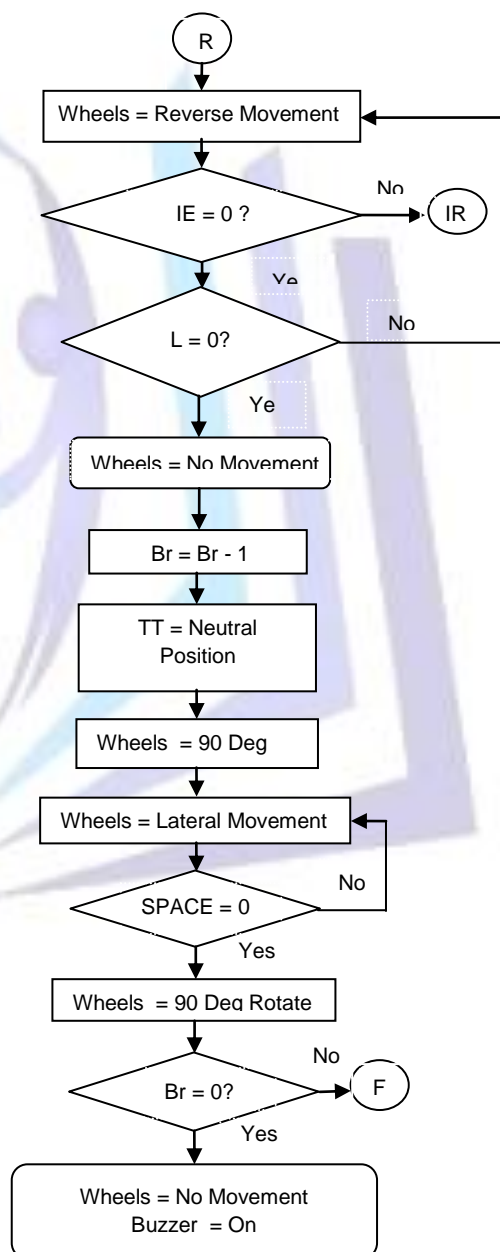 R
Wheels = Reverse Movement
IE = 0 ?
No
IR
Ye
L = 0?
No
Ye
Wheels = No Movement
Br = Br - 1
TT = Neutral
Position
Wheels = 90 Deg
Wheels = Lateral Movement
No
SPACE = 0
Yes
Wheels = 90 Deg Rotate
No
Br = 0?
F
Yes
Wheels = No Movement
Buzzer = On